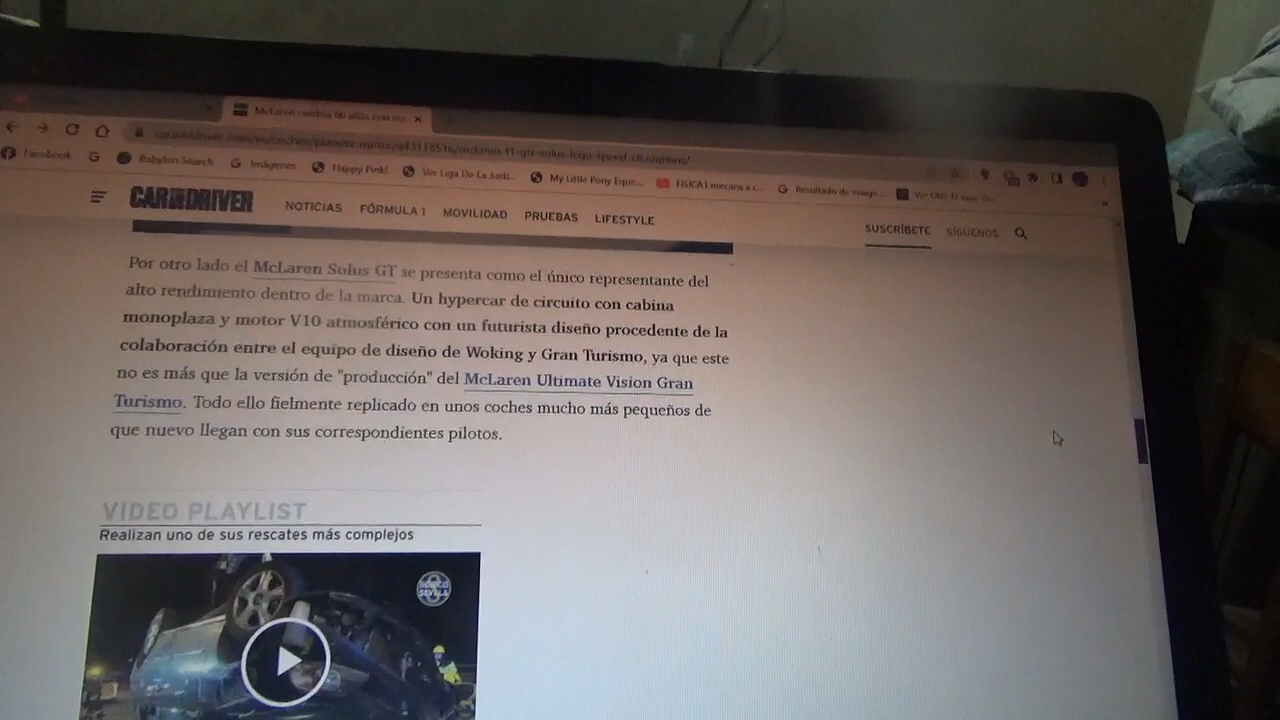 McLaren cambia 60 años con
caranddriver.com/es/coches/planeta-motor/a43118516/mclaren-f1-gtr-solus-lego-speed-champions/
Facebook
G
Babylon Search
Imágenes
Happy Pink!
Ver Liga De La Justi...
My Little Pony Eque...
FISICA I mecanica c...
Resultado de image...
CAR AND DRIVER
NOTICIAS FÓRMULA 1 MOVILIDAD PRUEBAS LIFESTYLE
SUSCRÍBETE SÍGUENOS
Por otro lado el McLaren Solus GT se presenta como el único representante del
alto rendimiento dentro de la marca. Un hypercar de circuito con cabina
monoplaza y motor V10 atmosférico con un futurista diseño procedente de la
colaboración entre el equipo de diseño de Woking y Gran Turismo, ya que este
no es más que la versión de "producción" del McLaren Ultimate Vision Gran
Turismo. Todo ello fielmente replicado en unos coches mucho más pequeños de
que nuevo llegan con sus correspondientes pilotos.
VIDEO PLAYLIST
Realizan uno de sus rescates más complejos